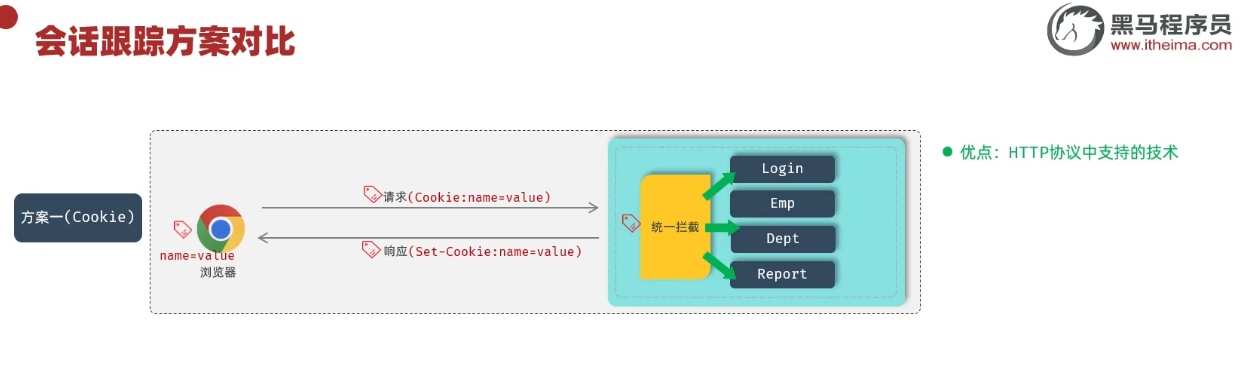 会话跟踪方案对比
黑马程序员
www.itheima.com
方案一(Cookie)
name=value
浏览器
请求(Cookie:name=value)
响应(Set-Cookie:name=value)
统一拦截
Login
Emp
Dept
Report
优点：HTTP协议中支持的技术